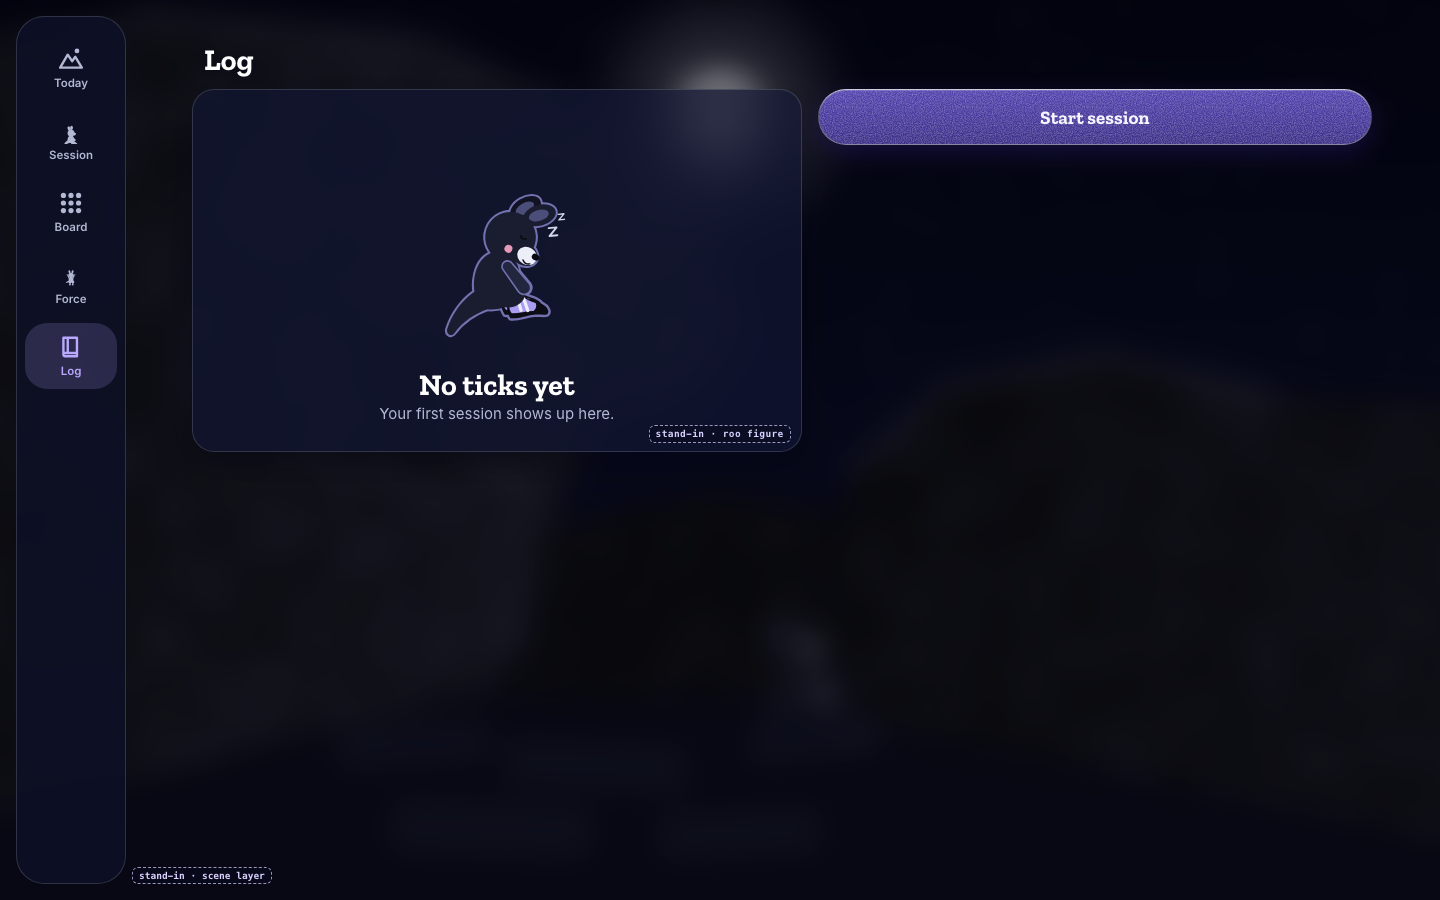 Today
Session
Board
Force
Log
Log
Start session
z
z
No ticks yet
Your first session shows up here.
stand-in · roo figure
stand-in · scene layer